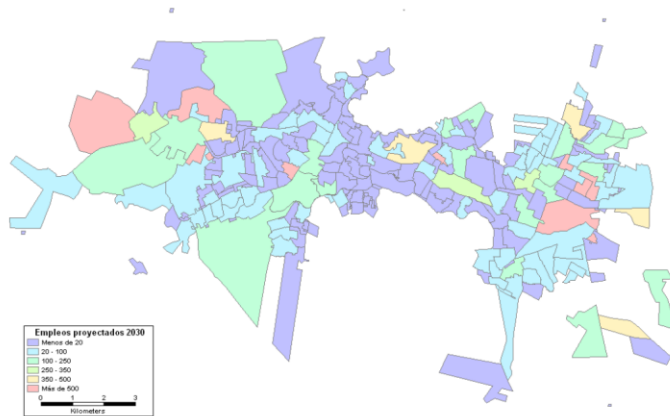 Empleos proyectados 2030
Menos de 20
20 - 100
100 - 250
250 - 350
350 - 500
Más de 500
0 1 2 3
Kilometers